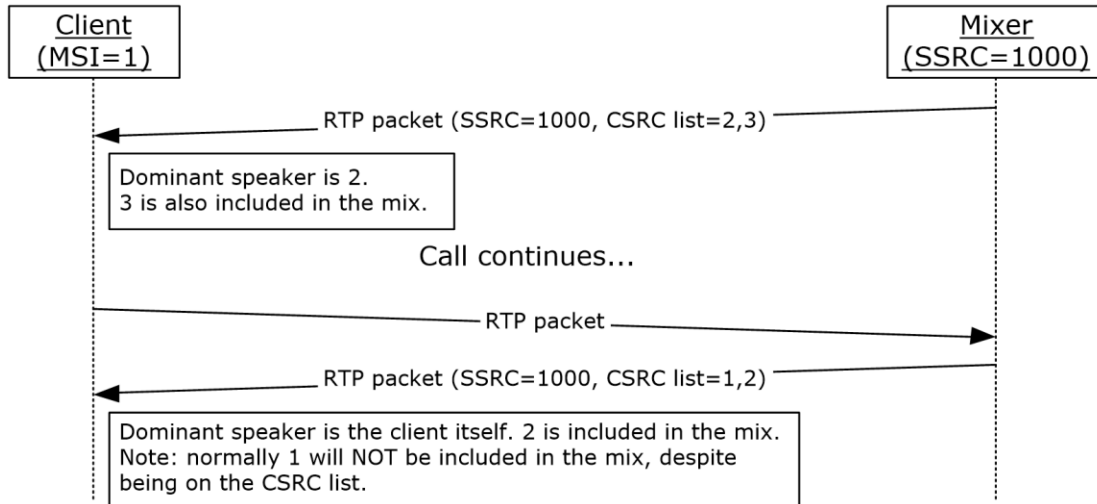 Client
(MSI=1)
Mixer
(SSRC=1000)
RTP packet (SSRC=1000, CSRC list=2,3)
Dominant speaker is 2.
3 is also included in the mix.
Call continues...
RTP packet
RTP packet (SSRC=1000, CSRC list=1,2)
Dominant speaker is the client itself. 2 is included in the mix.
Note: normally 1 will NOT be included in the mix, despite
being on the CSRC list.